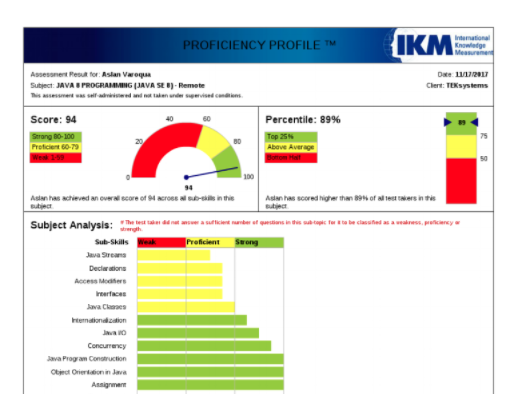 PROFICIENCY PROFILE ™
IKM International
Knowledge
Measurement
Assessment Result for: Aslan Varoqua
Date: 11/17/2017
Subject: JAVA 8 PROGRAMMING (JAVA SE 8) - Remote
Client: TEKsystems
This assessment was self-administered and not taken under supervised conditions.
Score: 94
Strong 80-100
Proficient 60-79
Weak 1-59
20
40
60
80
100
94
Aslan has achieved an overall score of 94 across all sub-skills in this
subject.
Percentile: 89%
Top 25%
Above Average
Bottom Half
89
75
50
Aslan has scored higher than 89% of all test takers in this
subject.
Subject Analysis:
# The test taker did not answer a sufficient number of questions in this sub-topic for it to be classified as a weakness, proficiency or
strength.
Sub-Skills Weak Proficient Strong
Java Streams
Declarations
Access Modifiers
Interfaces
Java Classes
Internationalization
Java I/O
Concurrency
Java Program Construction
Object Orientation in Java
Assignment